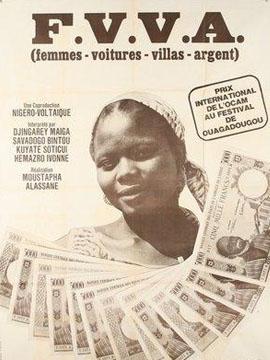 F.V.V.A.
(femmes - voitures - villas - argent)
PRIX
INTERNATIONAL
DE L'OCAM
AU FESTIVAL
DE
OUAGADOUGOU
Une Coproduction
NIGERO-VOLTAIQUE
Interprétée par
DJINGAREY MAIGA
SAVADOGO BINTOU
KUYATE SOTIGUI
HEMAZRO IVONNE
Réalisation
MOUSTAPHA
ALASSANE